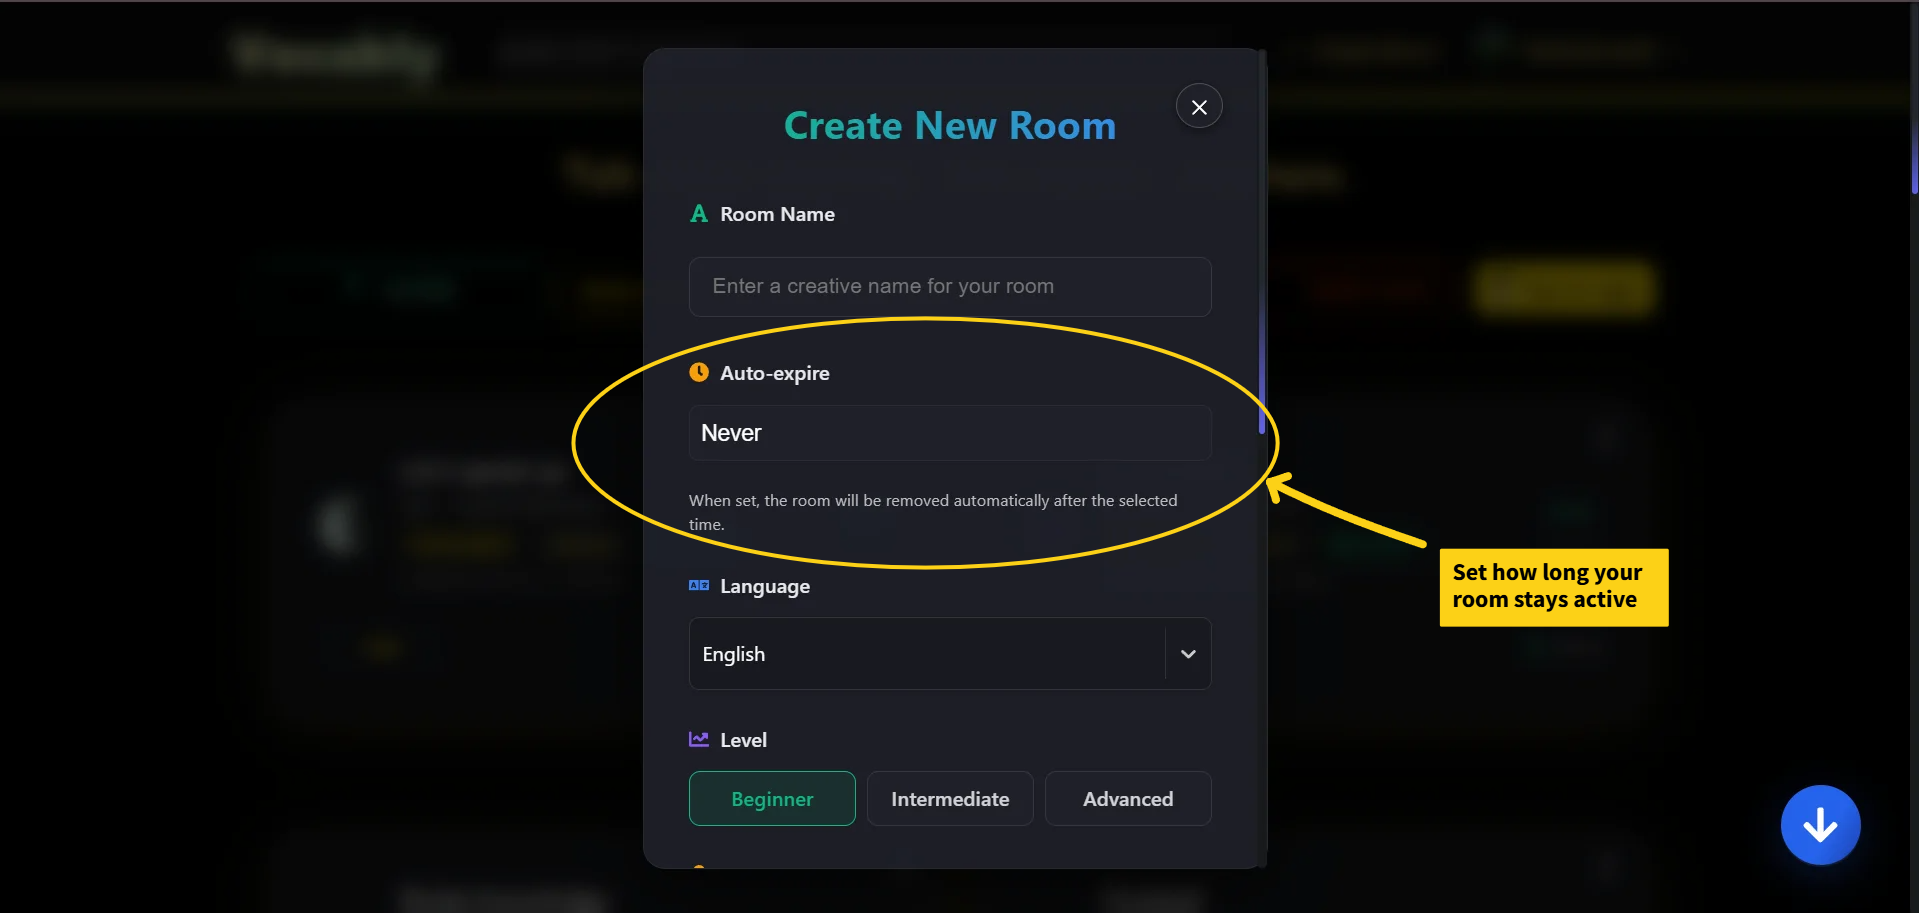 Create New Room
Room Name
Enter a creative name for your room
Auto-expire
Never
When set, the room will be removed automatically after the selected
time.
Set how long your
room stays active
Language
English
Level
Beginner
Intermediate
Advanced